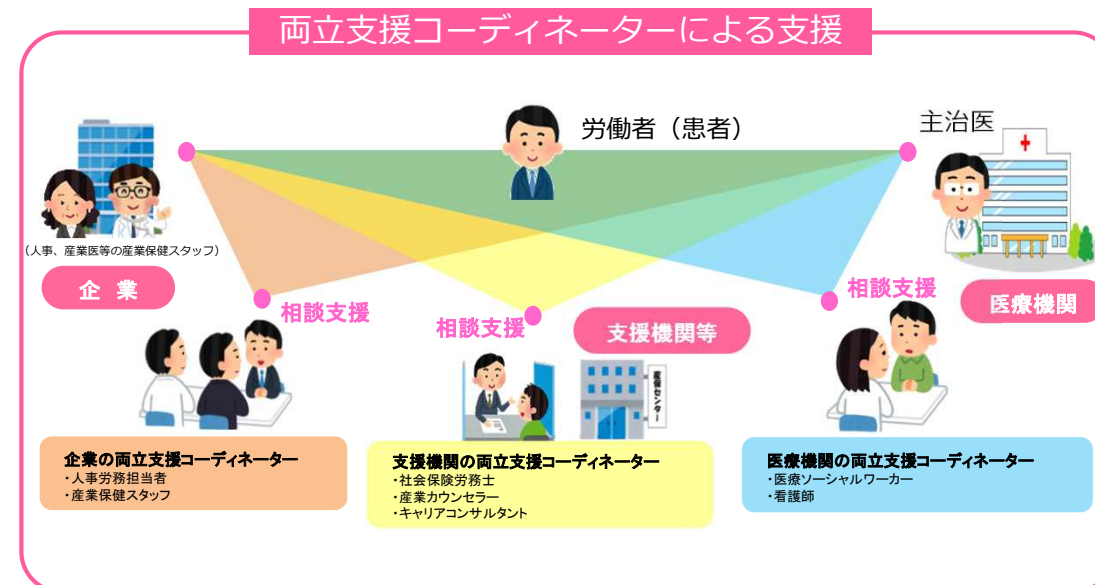 両立支援コーディネーターによる支援
労働者（患者）
主治医
（人事、産業医等の産業保健スタッフ）
企 業
相談支援
相談支援
相談支援
支援機関等
医療機関
産保センター
企業の両立支援コーディネーター
・人事労務担当者
・産業保健スタッフ
支援機関の両立支援コーディネーター
・社会保険労務士
・産業カウンセラー
・キャリアコンサルタント
医療機関の両立支援コーディネーター
・医療ソーシャルワーカー
・看護師